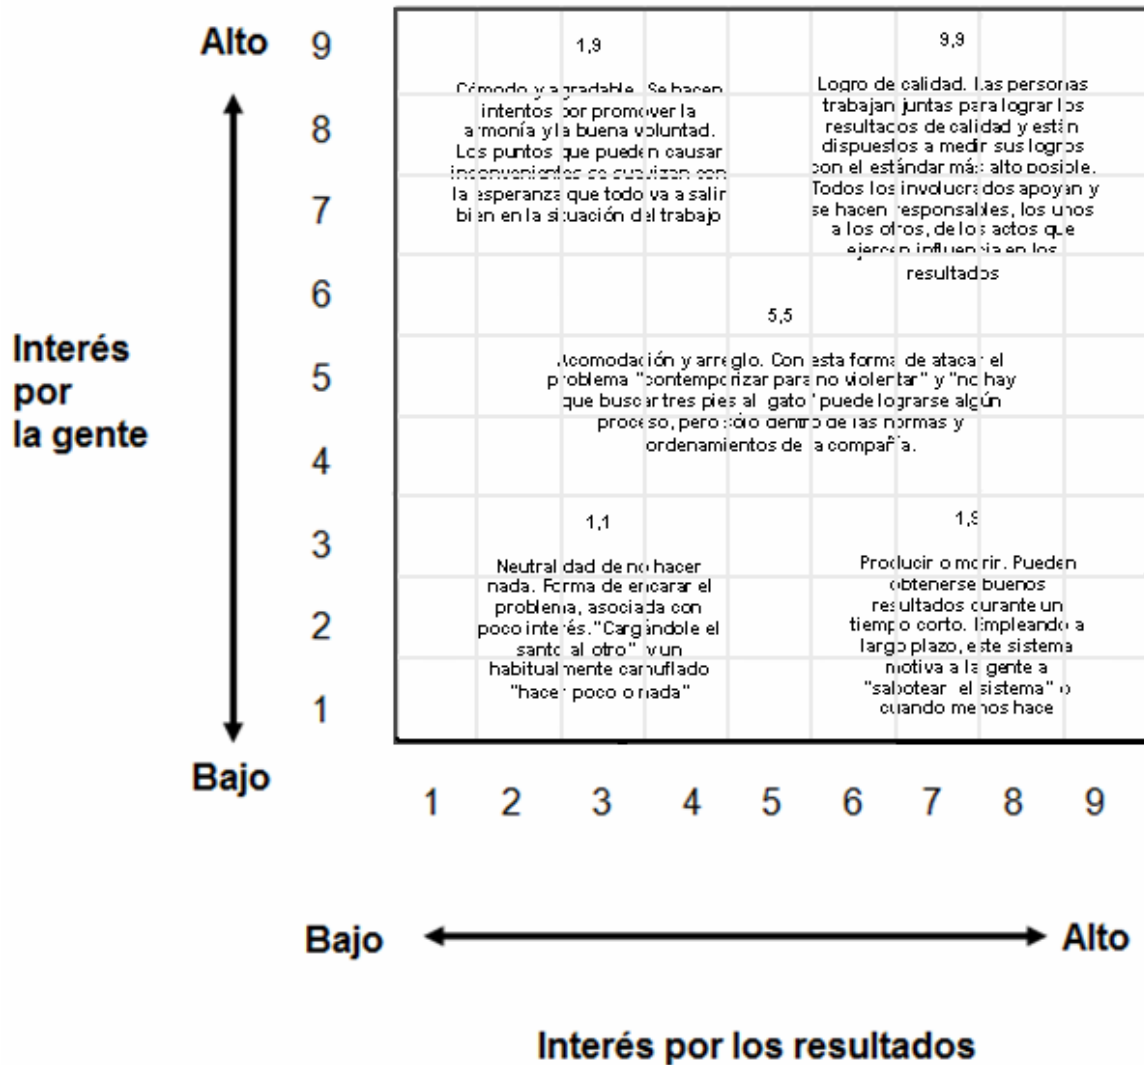 Alto
9
8
7
6
5
4
3
2
1
Bajo
Interés
por
la gente
1,9
Cómodo y agradable. Se hacen
intentos por promover la
armonía y la buena voluntad.
Los puntos que pueden causar
inconvenientes se suavizan con
la esperanza que todo va a salir
bien en la situación del trabajo
9,9
Logro de calidad. Las personas
trabajan juntas para lograr los
resultados de calidad y están
dispuestos a medir sus logros
con el estándar más alto posible.
Todos los involucrados apoyan y
se hacen responsables, los unos
a los otros, de los actos que
ejercen influencia en los
resultados
5,5
Acomodación y arreglo. Con esta forma de atacar el
problema "contemporizar para no violentar" y "no hay
que buscar tres pies al gato" puede lograrse algún
proceso, pero sólo dentro de las normas y
ordenamientos de la compañía.
1,1
Neutralidad de no hacer
nada. Forma de encarar el
problema, asociada con
poco interés. "Cargándole el
santo al otro" y un
habitualmente camuflado
"hacer poco o nada"
1,9
Producir o morir. Pueden
obtenerse buenos
resultados durante un
tiempo corto. Empleando a
largo plazo, este sistema
motiva a la gente a
"sabotear el sistema" o
cuando menos hace
1 2 3 4 5 6 7 8 9
Bajo Alto
Interés por los resultados